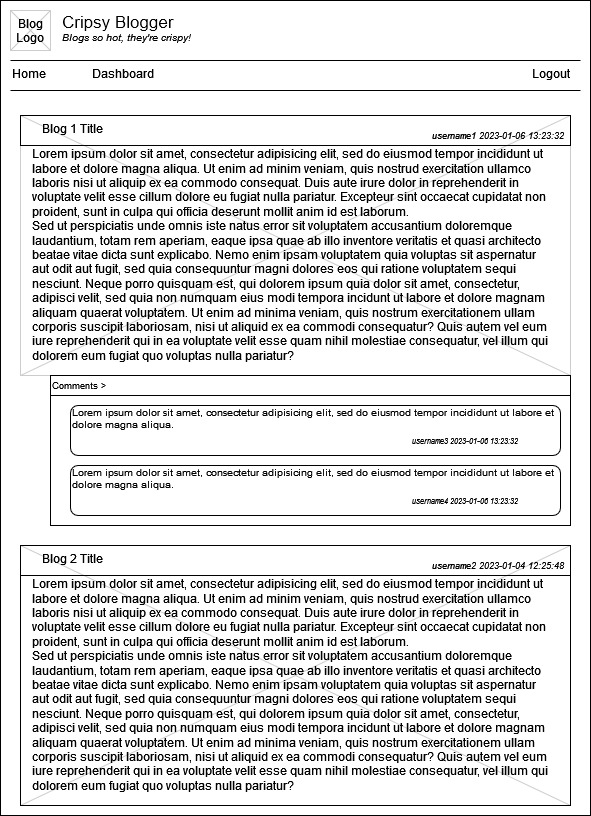 Blog
Logo
Cripsy Blogger
Blogs so hot, they're crispy!
Home Dashboard Logout
Blog 1 Title
username1 2023-01-06 13:23:32
Lorem ipsum dolor sit amet, consectetur adipisicing elit, sed do eiusmod tempor incididunt ut
labore et dolore magna aliqua. Ut enim ad minim veniam, quis nostrud exercitation ullamco
laboris nisi ut aliquip ex ea commodo consequat. Duis aute irure dolor in reprehenderit in
voluptate velit esse cillum dolore eu fugiat nulla pariatur. Excepteur sint occaecat cupidatat non
proident, sunt in culpa qui officia deserunt mollit anim id est laborum.
Sed ut perspiciatis unde omnis iste natus error sit voluptatem accusantium doloremque
laudantium, totam rem aperiam, eaque ipsa quae ab illo inventore veritatis et quasi architecto
beatae vitae dicta sunt explicabo. Nemo enim ipsam voluptatem quia voluptas sit aspernatur
aut odit aut fugit, sed quia consequuntur magni dolores eos qui ratione voluptatem sequi
nesciunt. Neque porro quisquam est, qui dolorem ipsum quia dolor sit amet, consectetur,
adipisci velit, sed quia non numquam eius modi tempora incidunt ut labore et dolore magnam
aliquam quaerat voluptatem. Ut enim ad minima veniam, quis nostrum exercitationem ullam
corporis suscipit laboriosam, nisi ut aliquid ex ea commodi consequatur? Quis autem vel eum
iure reprehenderit qui in ea voluptate velit esse quam nihil molestiae consequatur, vel illum qui
dolorem eum fugiat quo voluptas nulla pariatur?
Comments >
Lorem ipsum dolor sit amet, consectetur adipisicing elit, sed do eiusmod tempor incididunt ut labore et
dolore magna aliqua.
username3 2023-01-06 13:23:32
Lorem ipsum dolor sit amet, consectetur adipisicing elit, sed do eiusmod tempor incididunt ut labore et
dolore magna aliqua.
username4 2023-01-06 13:23:32
Blog 2 Title
username2 2023-01-04 12:25:48
Lorem ipsum dolor sit amet, consectetur adipisicing elit, sed do eiusmod tempor incididunt ut
labore et dolore magna aliqua. Ut enim ad minim veniam, quis nostrud exercitation ullamco
laboris nisi ut aliquip ex ea commodo consequat. Duis aute irure dolor in reprehenderit in
voluptate velit esse cillum dolore eu fugiat nulla pariatur. Excepteur sint occaecat cupidatat non
proident, sunt in culpa qui officia deserunt mollit anim id est laborum.
Sed ut perspiciatis unde omnis iste natus error sit voluptatem accusantium doloremque
laudantium, totam rem aperiam, eaque ipsa quae ab illo inventore veritatis et quasi architecto
beatae vitae dicta sunt explicabo. Nemo enim ipsam voluptatem quia voluptas sit aspernatur
aut odit aut fugit, sed quia consequuntur magni dolores eos qui ratione voluptatem sequi
nesciunt. Neque porro quisquam est, qui dolorem ipsum quia dolor sit amet, consectetur,
adipisci velit, sed quia non numquam eius modi tempora incidunt ut labore et dolore magnam
aliquam quaerat voluptatem. Ut enim ad minima veniam, quis nostrum exercitationem ullam
corporis suscipit laboriosam, nisi ut aliquid ex ea commodi consequatur? Quis autem vel eum
iure reprehenderit qui in ea voluptate velit esse quam nihil molestiae consequatur, vel illum qui
dolorem eum fugiat quo voluptas nulla pariatur?